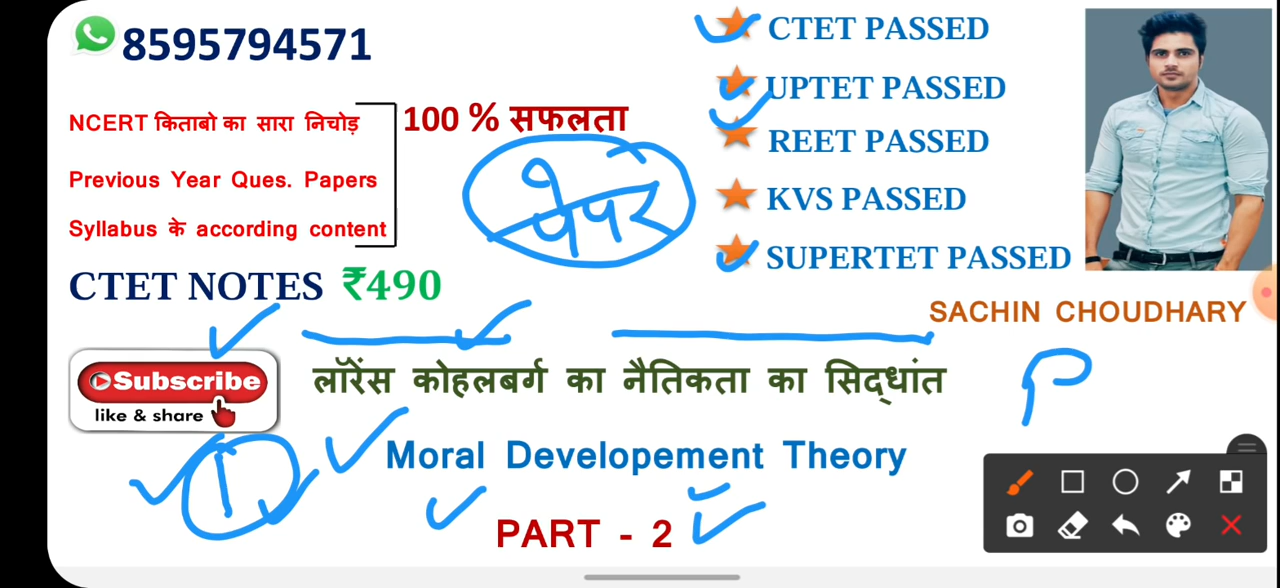 8595794571
NCERT किताबो का सारा निचोड़
Previous Year Ques. Papers
Syllabus के according content
100 % सफलता
पेपर
CTET NOTES ₹490
CTET PASSED
UPTET PASSED
REET PASSED
KVS PASSED
SUPERTET PASSED
SACHIN CHOUDHARY
Subscribe
like & share
लॉरेंस कोहलबर्ग का नैतिकता का सिद्धांत
P
Moral Developement Theory
1
PART - 2